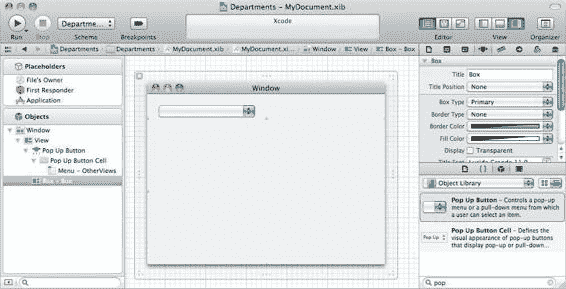 Departments - MyDocument.xib
Xcode
Departme...
Run
Stop
Scheme
Breakpoints
Editor
View
Organizer
Departments
Departments
MyDocument.xib
MyDocument.xi...
Window
View
Box - Box
Placeholders
File's Owner
First Responder
Application
Objects
Window
View
Pop Up Button
Pop Up Button Cell
Menu - OtherViews
Box - Box
Window
Box
Title
Box
Title Position
None
Box Type
Primary
Border Type
None
Border Color
Fill Color
Display
Transparent
Object Library
Pop Up Button - Controls a pop-up
menu or a pull-down menu from which
a user can select an item.
Pop Up
Pop Up Button Cell - Defines the
visual appearance of pop-up buttons
that display pop-up or pull-down...
pop